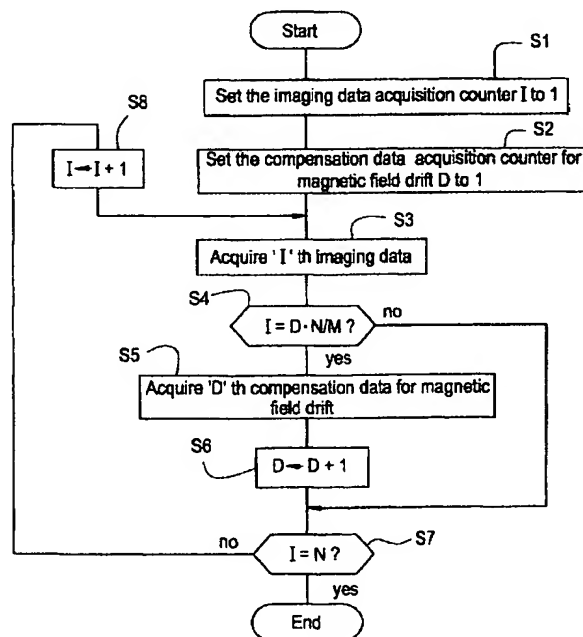 Start
S1
Set the imaging data acquisition counter I to 1
S2
Set the compensation data acquisition counter for
magnetic field drift D to 1
S8
I ← I + 1
S3
Acquire ' I ' th imaging data
S4
I = D · N/M ?
no
yes
S5
Acquire 'D' th compensation data for magnetic
field drift
S6
D ← D + 1
no
I = N ?
S7
yes
End